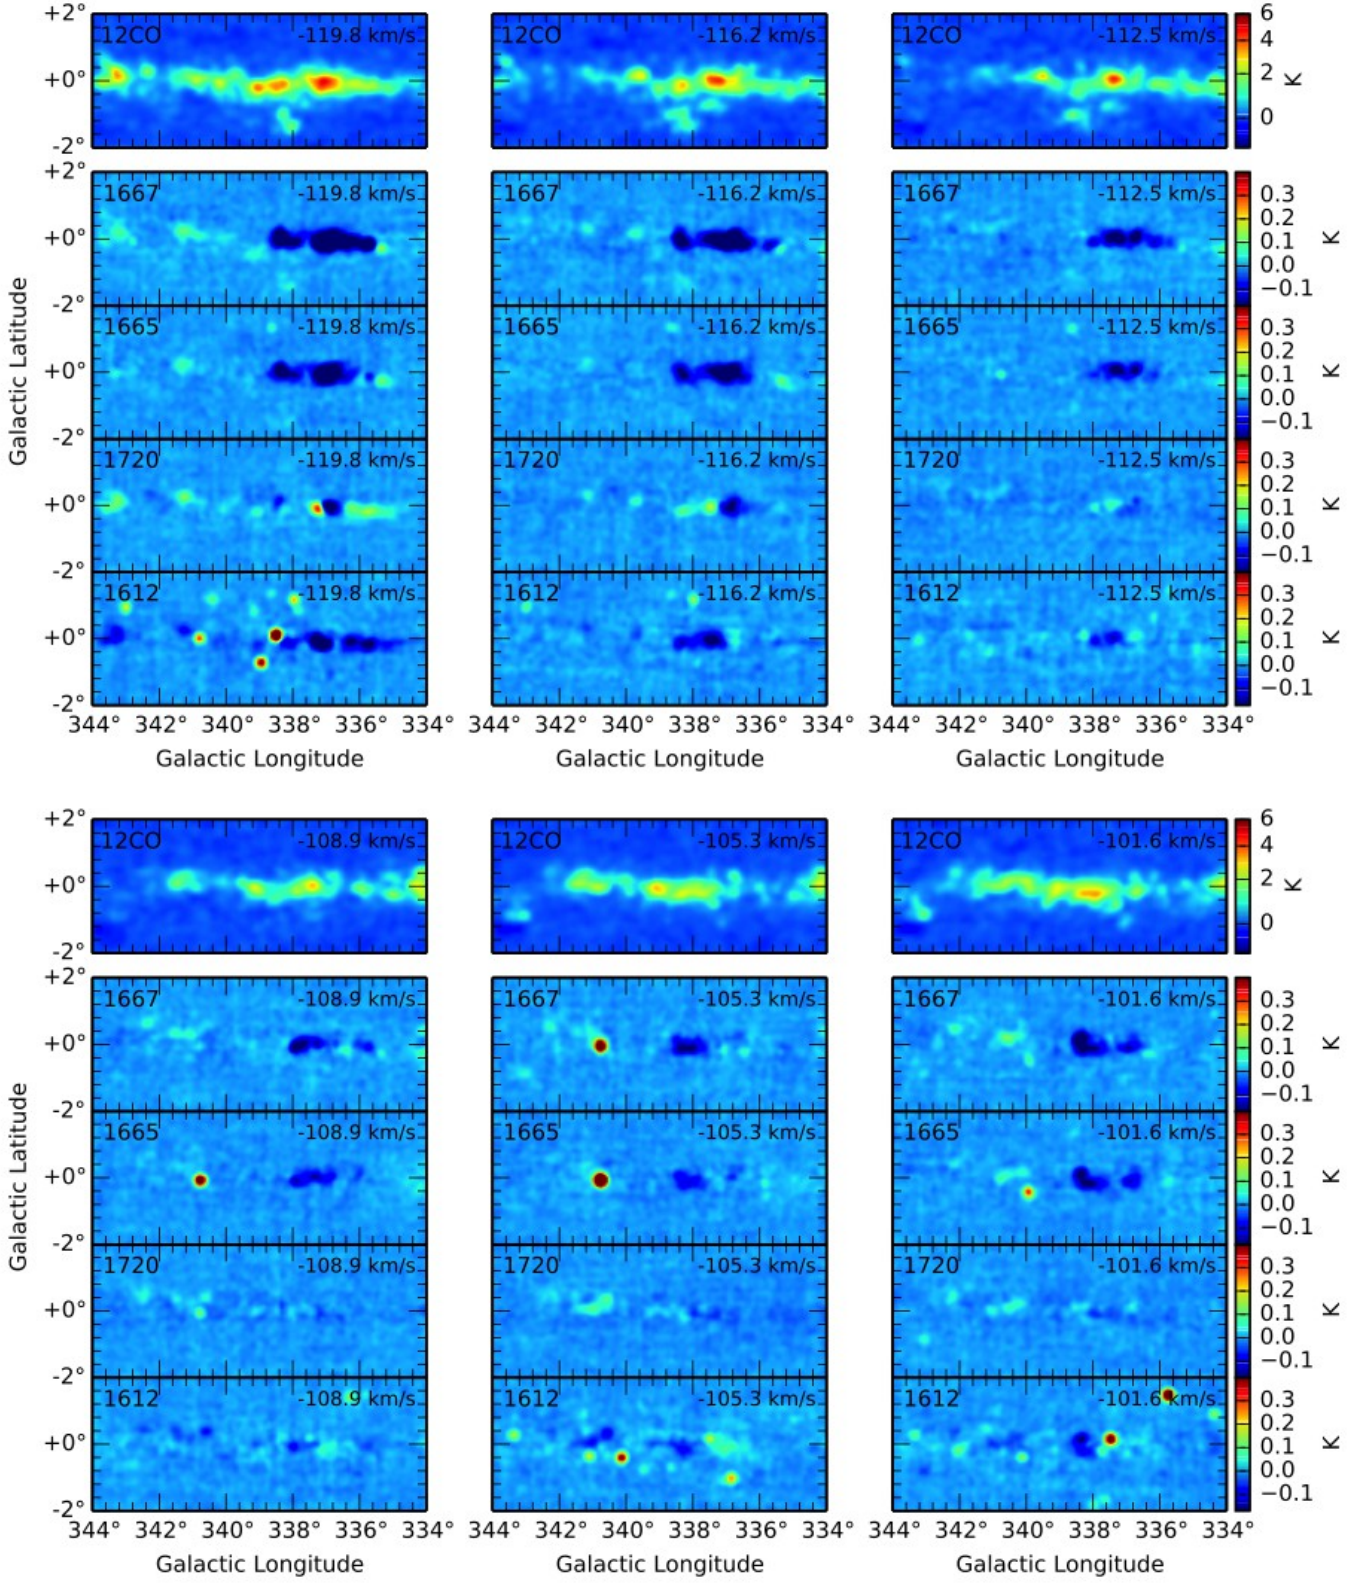 +2°
12CO -119.8 km/s
12CO -116.2 km/s
12CO -112.5 km/s
6
4
2
0
K
+0°
-2°
+2°
1667 -119.8 km/s
1667 -116.2 km/s
1667 -112.5 km/s
0.3
0.2
0.1
0.0
−0.1
K
+0°
-2°
1665 -119.8 km/s
1665 -116.2 km/s
1665 -112.5 km/s
0.3
0.2
0.1
0.0
−0.1
K
+0°
-2°
1720 -119.8 km/s
1720 -116.2 km/s
1720 -112.5 km/s
0.3
0.2
0.1
0.0
−0.1
K
+0°
-2°
1612 -119.8 km/s
1612 -116.2 km/s
1612 -112.5 km/s
0.3
0.2
0.1
0.0
−0.1
K
+0°
-2°
Galactic Latitude
344° 342° 340° 338° 336° 334°
344° 342° 340° 338° 336° 334°
344° 342° 340° 338° 336° 334°
Galactic Longitude
Galactic Longitude
Galactic Longitude
+2°
12CO -108.9 km/s
12CO -105.3 km/s
12CO -101.6 km/s
6
4
2
0
K
+0°
-2°
+2°
1667 -108.9 km/s
1667 -105.3 km/s
1667 -101.6 km/s
0.3
0.2
0.1
0.0
−0.1
K
+0°
-2°
1665 -108.9 km/s
1665 -105.3 km/s
1665 -101.6 km/s
0.3
0.2
0.1
0.0
−0.1
K
+0°
-2°
1720 -108.9 km/s
1720 -105.3 km/s
1720 -101.6 km/s
0.3
0.2
0.1
0.0
−0.1
K
+0°
-2°
1612 -108.9 km/s
1612 -105.3 km/s
1612 -101.6 km/s
0.3
0.2
0.1
0.0
−0.1
K
+0°
-2°
Galactic Latitude
344° 342° 340° 338° 336° 334°
344° 342° 340° 338° 336° 334°
344° 342° 340° 338° 336° 334°
Galactic Longitude
Galactic Longitude
Galactic Longitude